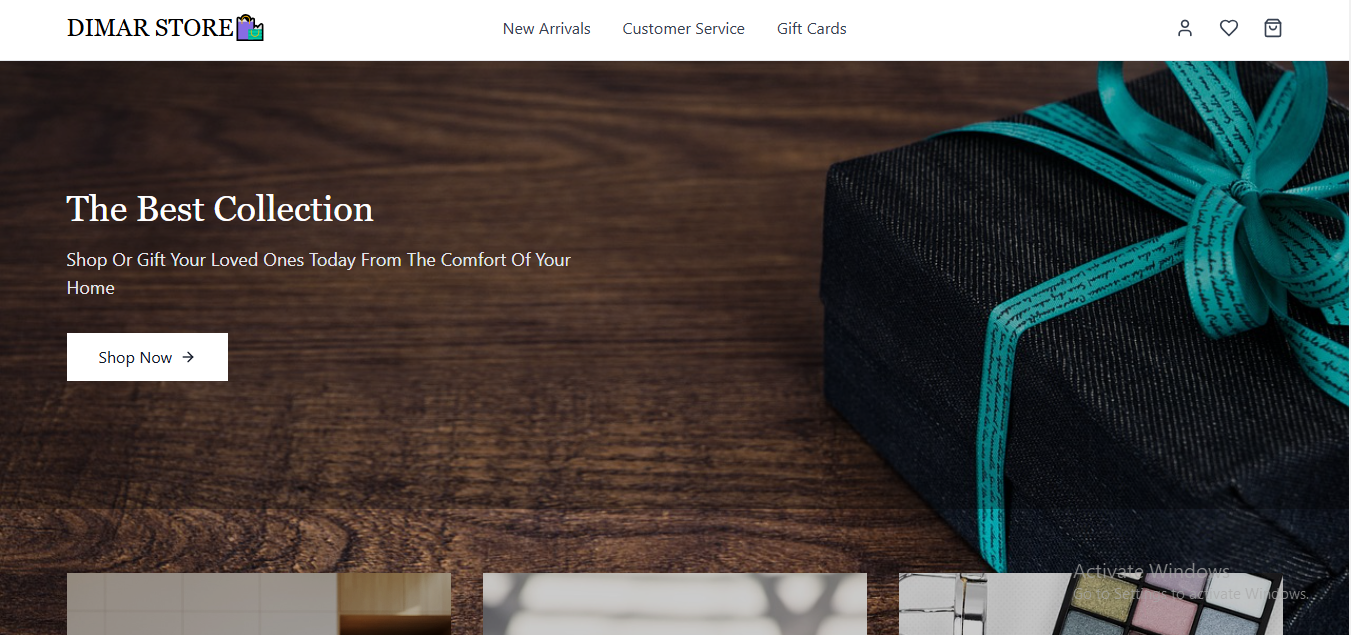 DIMAR STORE
New Arrivals
Customer Service
Gift Cards
The Best Collection
Shop Or Gift Your Loved Ones Today From The Comfort Of Your
Home
Shop Now
Activate Windows
Go to Settings to activate Windows.